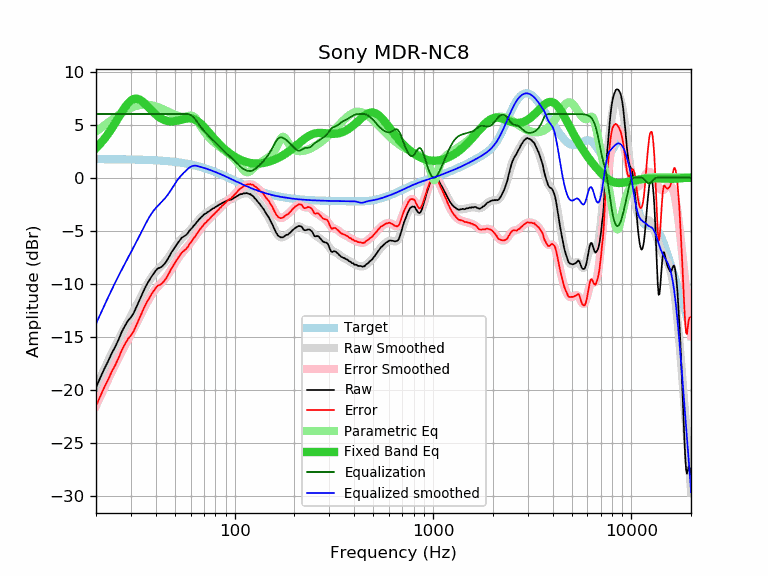 Sony MDR-NC8
10
5
0
−5
−10
−15
−20
−25
−30
Amplitude (dBr)
Target
Raw Smoothed
Error Smoothed
Raw
Error
Parametric Eq
Fixed Band Eq
Equalization
Equalized smoothed
100 1000 10000
Frequency (Hz)